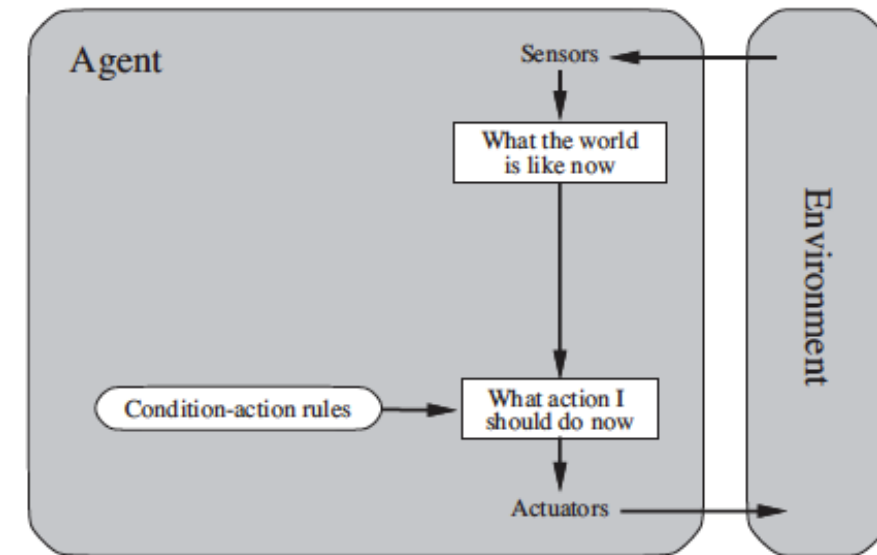 Agent
Sensors
What the world
is like now
Environment
Condition-action rules
What action I
should do now
Actuators